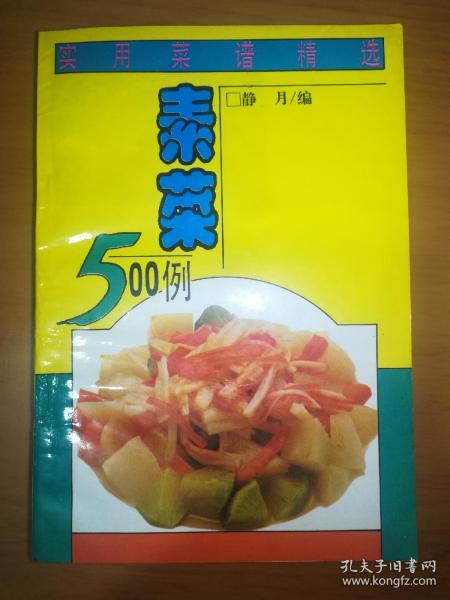 实用菜谱精选
□静 月/编
素菜
500例
孔夫子旧书网
www.kongfz.com